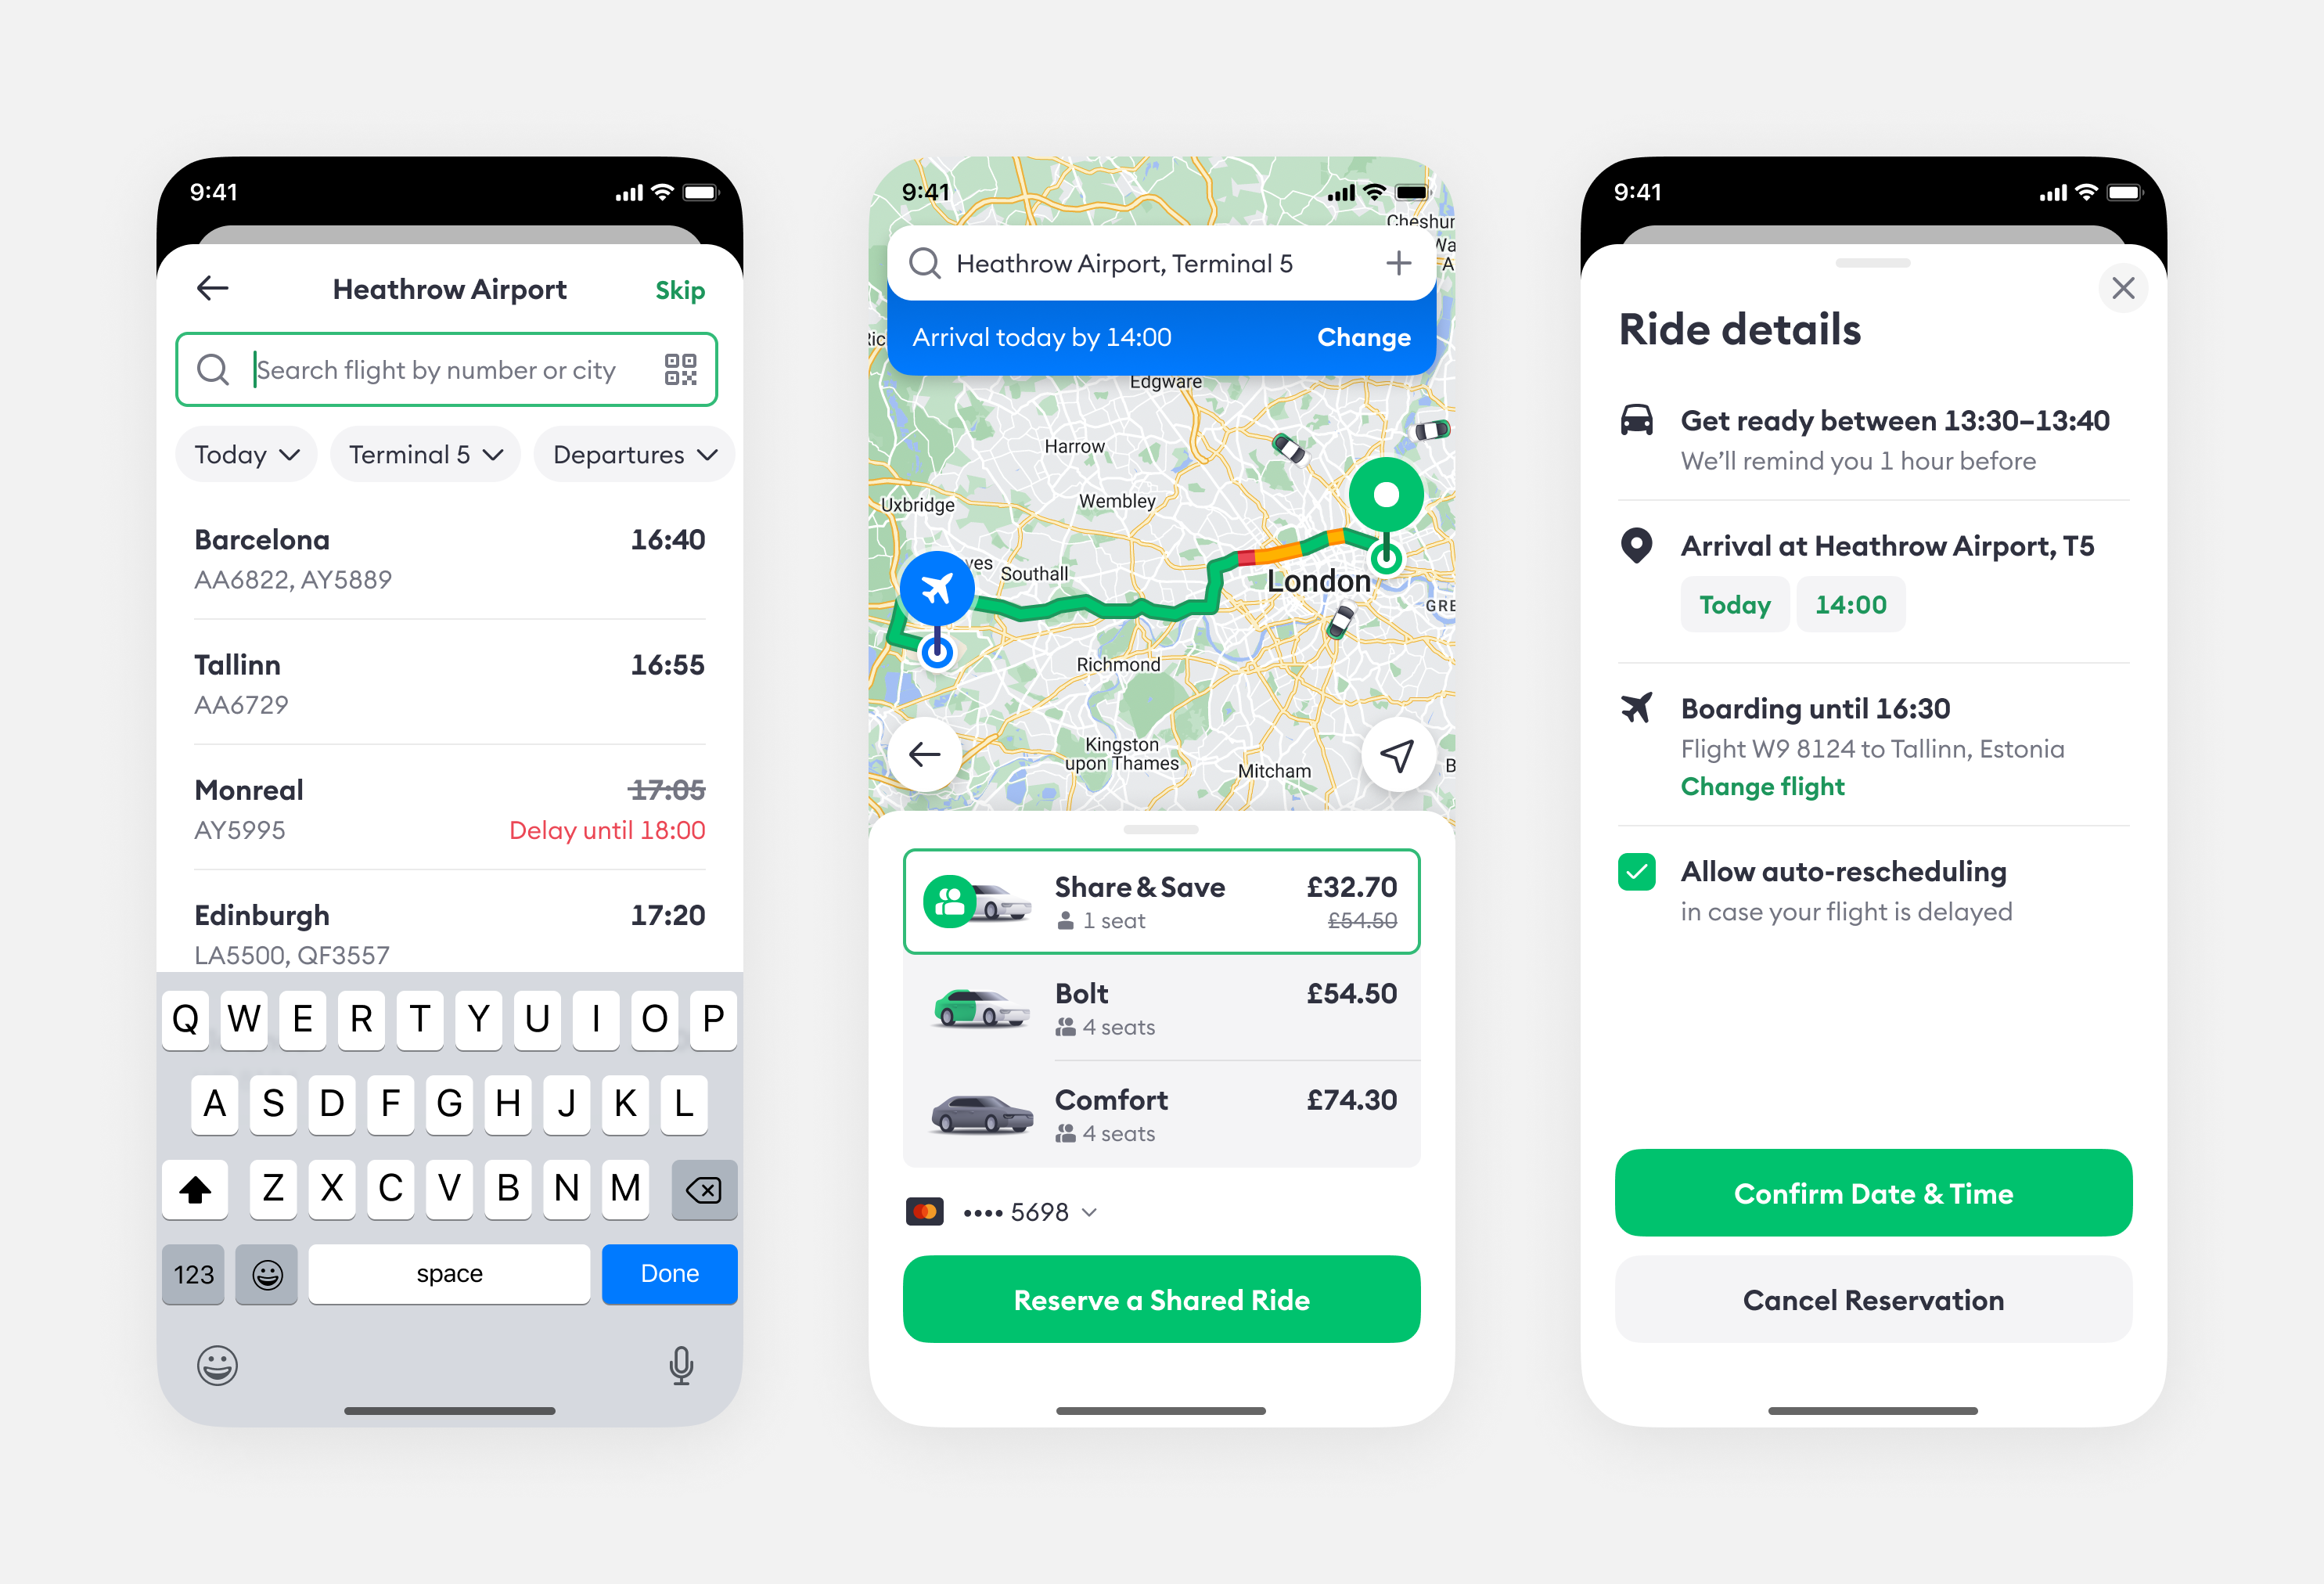 9:41
Heathrow Airport
Skip
Search flight by number or city
Today
Terminal 5
Departures
Barcelona
16:40
AA6822, AY5889
Tallinn
16:55
AA6729
Monreal
17:05
AY5995
Delay until 18:00
Edinburgh
17:20
LA5500, QF3557
Q W E R T Y U I O P
A S D F G H J K L
Z X C V B N M
123
space
Done
9:41
Cheshun
Wa
A
Heathrow Airport, Terminal 5
Ric
Arrival today by 14:00
Change
Edgware
Harrow
Wembley
Uxbridge
yes
Southall
London
GRE
Richmond
Kingston
upon Thames
Mitcham
B
Share & Save
£32.70
1 seat
£54.50
Bolt
£54.50
4 seats
Comfort
£74.30
4 seats
•••• 5698
Reserve a Shared Ride
9:41
Ride details
Get ready between 13:30–13:40
We’ll remind you 1 hour before
Arrival at Heathrow Airport, T5
Today
14:00
Boarding until 16:30
Flight W9 8124 to Tallinn, Estonia
Change flight
Allow auto-rescheduling
in case your flight is delayed
Confirm Date & Time
Cancel Reservation